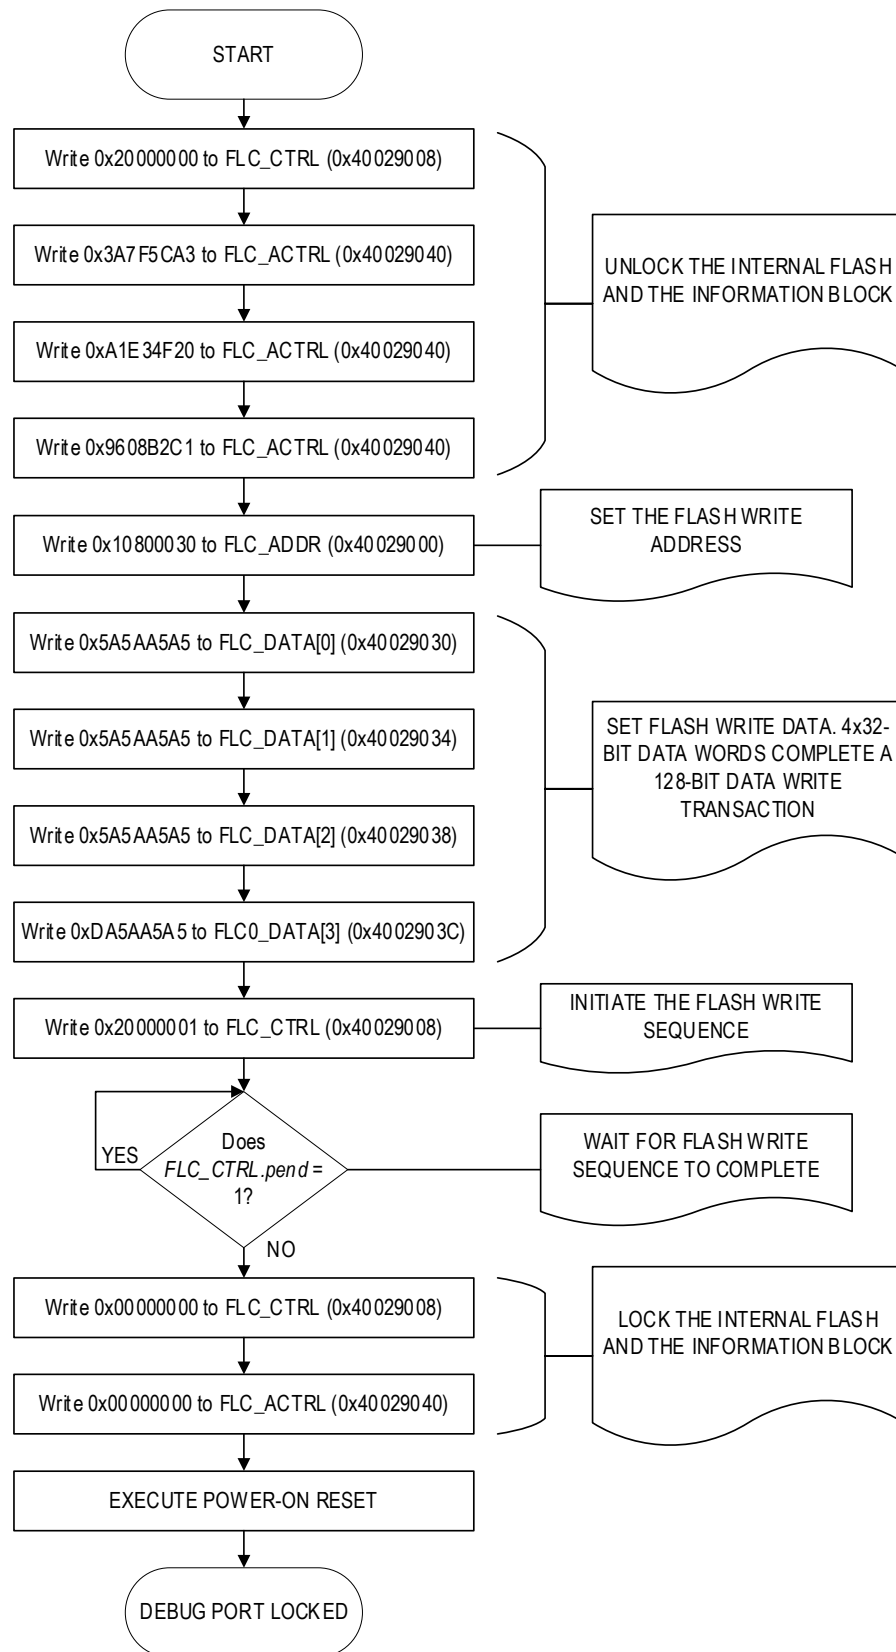 START
Write 0x20000000 to FLC_CTRL (0x40029008)
Write 0x3A7F5CA3 to FLC_ACTRL (0x40029040)
UNLOCK THE INTERNAL FLASH
AND THE INFORMATION BLOCK
Write 0xA1E34F20 to FLC_ACTRL (0x40029040)
Write 0x9608B2C1 to FLC_ACTRL (0x40029040)
Write 0x10800030 to FLC_ADDR (0x40029000)
SET THE FLASH WRITE
ADDRESS
Write 0x5A5AA5A5 to FLC_DATA[0] (0x40029030)
Write 0x5A5AA5A5 to FLC_DATA[1] (0x40029034)
SET FLASH WRITE DATA. 4x32-
BIT DATA WORDS COMPLETE A
128-BIT DATA WRITE
TRANSACTION
Write 0x5A5AA5A5 to FLC_DATA[2] (0x40029038)
Write 0xDA5AA5A5 to FLC0_DATA[3] (0x4002903C)
Write 0x20000001 to FLC_CTRL (0x40029008)
INITIATE THE FLASH WRITE
SEQUENCE
YES
Does
FLC_CTRL.pend =
1?
WAIT FOR FLASH WRITE
SEQUENCE TO COMPLETE
NO
Write 0x00000000 to FLC_CTRL (0x40029008)
LOCK THE INTERNAL FLASH
AND THE INFORMATION BLOCK
Write 0x00000000 to FLC_ACTRL (0x40029040)
EXECUTE POWER-ON RESET
DEBUG PORT LOCKED